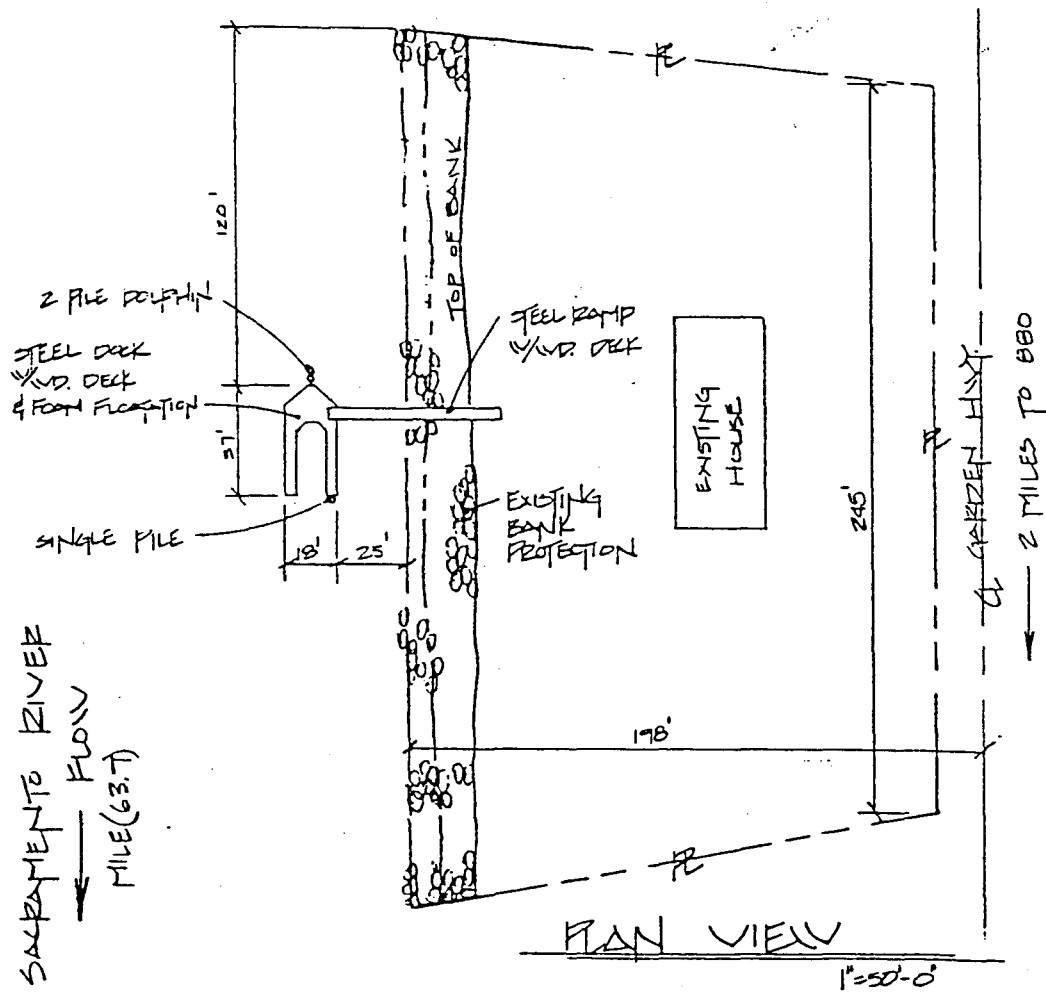 120'
2 PILE DOLPHIN
STEEL DOCK
W/WD. DECK
& FOAM FLOATATION
37'
SINGLE PILE
18'
25'
TOP OF BANK
STEEL RAMP
W/WD. DECK
EXISTING
BANK
PROTECTION
EXISTING
HOUSE
PL
PL
PL
245'
198'
CL GARDEN HWY.
2 MILES TO 880
SACRAMENTO RIVER
FLOW
MILE (63.7)
PLAN VIEW
1"=50'-0"